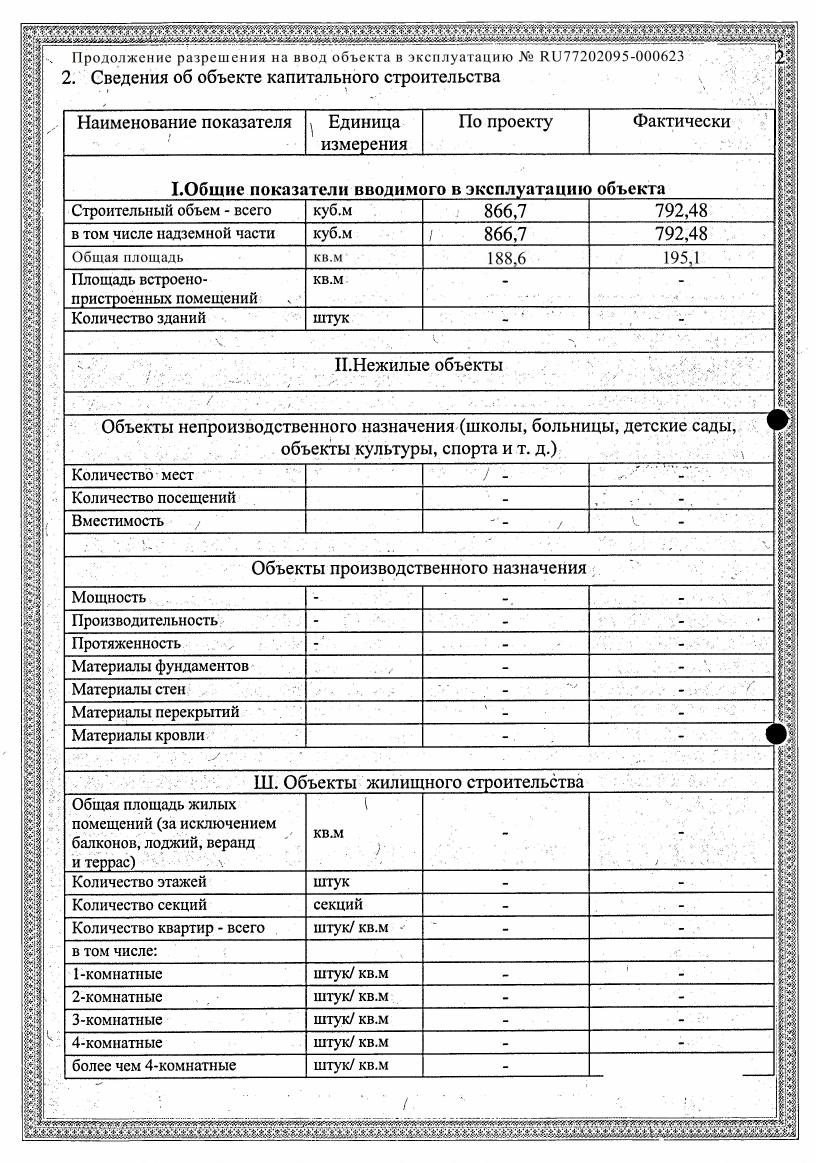 Продолжение разрешения на ввод объекта в эксплуатацию № RU77202095-000623
2
2. Сведения об объекте капитального строительства
Наименование показателя Единица измерения По проекту Фактически
I.Общие показатели вводимого в эксплуатацию объекта
Строительный объем - всего куб.м 866,7 792,48
в том числе надземной части куб.м 866,7 792,48
Общая площадь кв.м 188,6 195,1
Площадь встроено-
пристроенных помещений кв.м - -
Количество зданий штук - -
II.Нежилые объекты
Объекты непроизводственного назначения (школы, больницы, детские сады,
объекты культуры, спорта и т. д.)
Количество мест - -
Количество посещений - -
Вместимость - -
Объекты производственного назначения
Мощность - - -
Производительность - - -
Протяженность - - -
Материалы фундаментов - -
Материалы стен - -
Материалы перекрытий - -
Материалы кровли - -
Ш. Объекты жилищного строительства
Общая площадь жилых
помещений (за исключением
балконов, лоджий, веранд
и террас) кв.м - -
Количество этажей штук - -
Количество секций секций - -
Количество квартир - всего штук/ кв.м - -
в том числе:
1-комнатные штук/ кв.м - -
2-комнатные штук/ кв.м - -
3-комнатные штук/ кв.м - -
4-комнатные штук/ кв.м - -
более чем 4-комнатные штук/ кв.м -